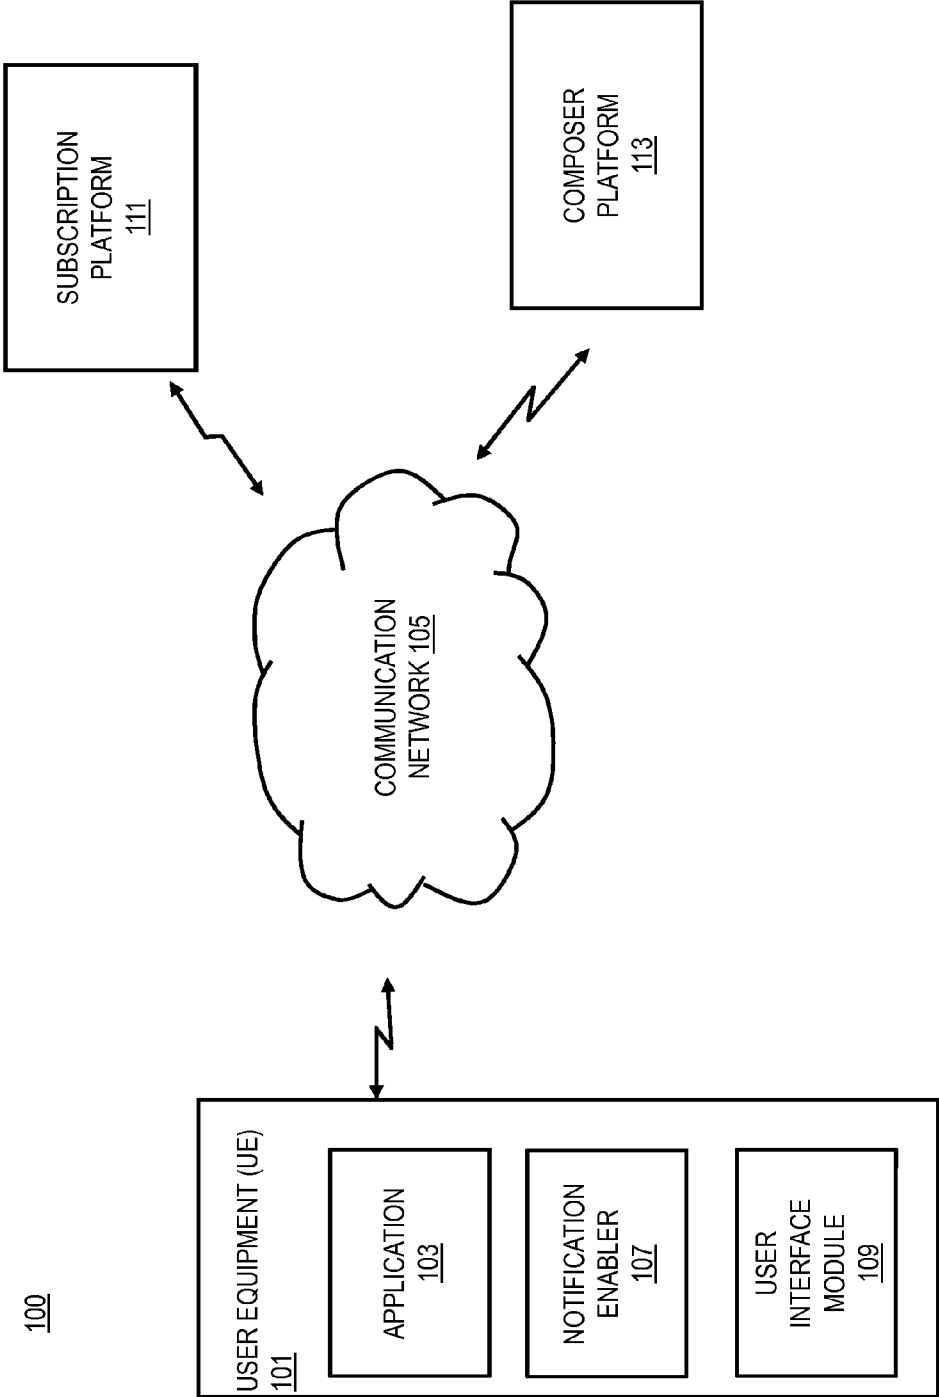 100
USER EQUIPMENT (UE)
101
APPLICATION
103
NOTIFICATION
ENABLER
107
USER
INTERFACE
MODULE
109
COMMUNICATION
NETWORK 105
SUBSCRIPTION
PLATFORM
111
COMPOSER
PLATFORM
113